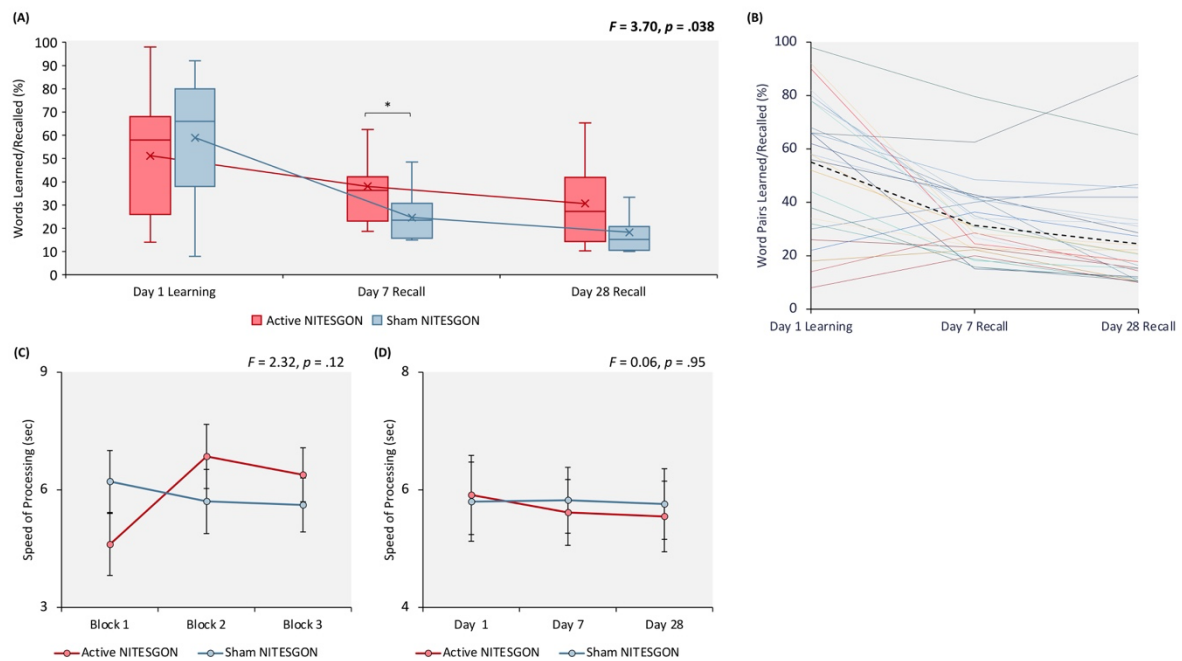 (A)
F = 3.70, p = .038
Words Learned/Recalled (%)
100
90
80
70
60
50
40
30
20
10
0
*
Day 1 Learning
Day 7 Recall
Day 28 Recall
Active NITESGON
Sham NITESGON
(B)
Word Pairs Learned/Recalled (%)
100
80
60
40
20
0
Day 1 Learning
Day 7 Recall
Day 28 Recall
(C)
F = 2.32, p = .12
Speed of Processing (sec)
9
6
3
Block 1
Block 2
Block 3
Active NITESGON
Sham NITESGON
(D)
F = 0.06, p = .95
Speed of Processing (sec)
8
6
4
Day 1
Day 7
Day 28
Active NITESGON
Sham NITESGON